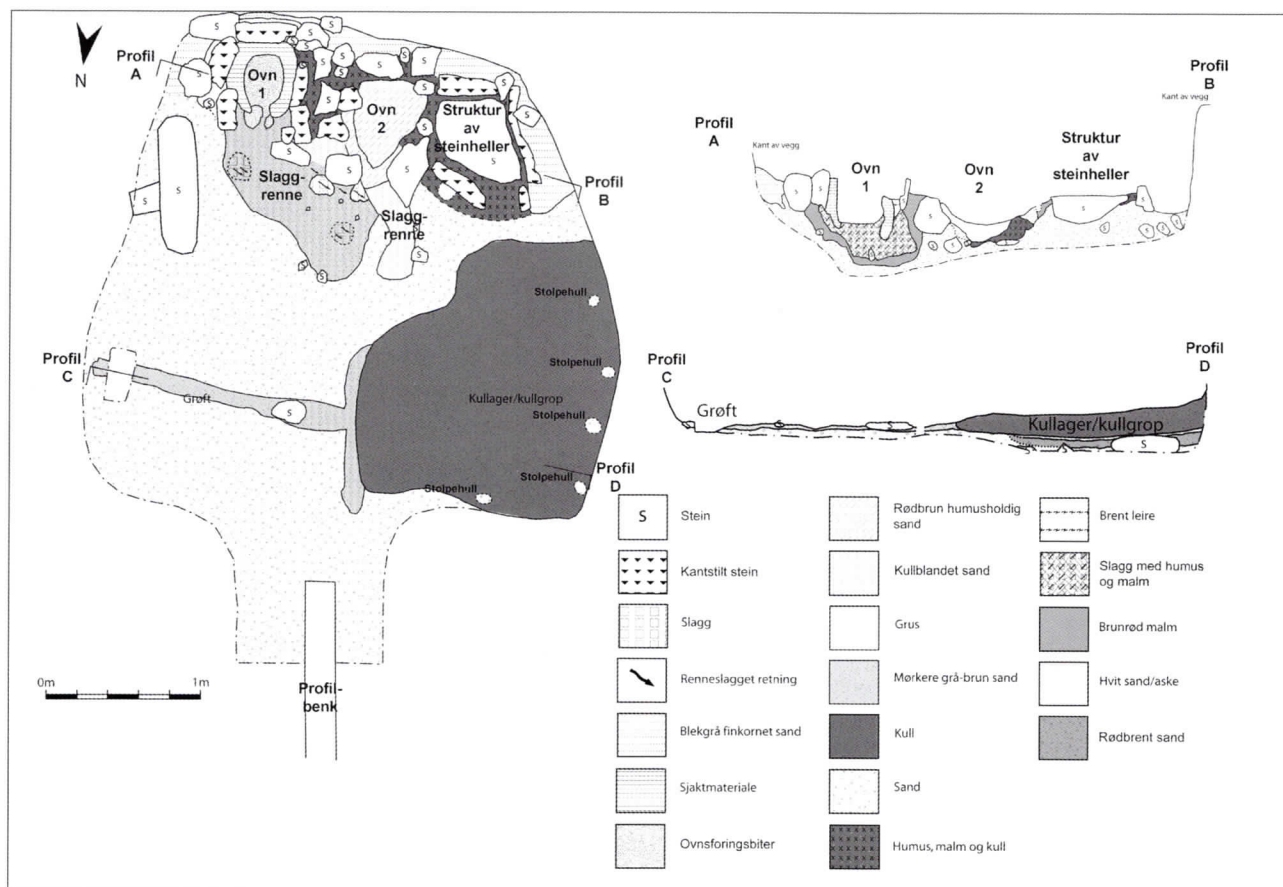 N
Profil
A
Ovn
1
Ovn
2
Struktur
av
steinheller
Slagg-
renne
Slagg-
renne
Profil
B
Stolpehull
Stolpehull
Stolpehull
Stolpehull
Stolpehull
Kullager/kullgrop
Profil
C
Grøft
S
Profil
D
0m
1m
Profil-
benk
Profil
A
Kant av vegg
Ovn
1
Ovn
2
Struktur
av
steinheller
Profil
B
Kant av vegg
Profil
C
Grøft
Kullager/kullgrop
Profil
D
S
Stein
Kantstilt stein
Slagg
Renneslagget retning
Blekgrå finkornet sand
Sjaktmateriale
Ovnsforingsbiter
Rødbrun humusholdig
sand
Kullblandet sand
Grus
Mørkere grå-brun sand
Kull
Sand
Humus, malm og kull
Brent leire
Slagg med humus
og malm
Brunrød malm
Hvit sand/aske
Rødbrent sand